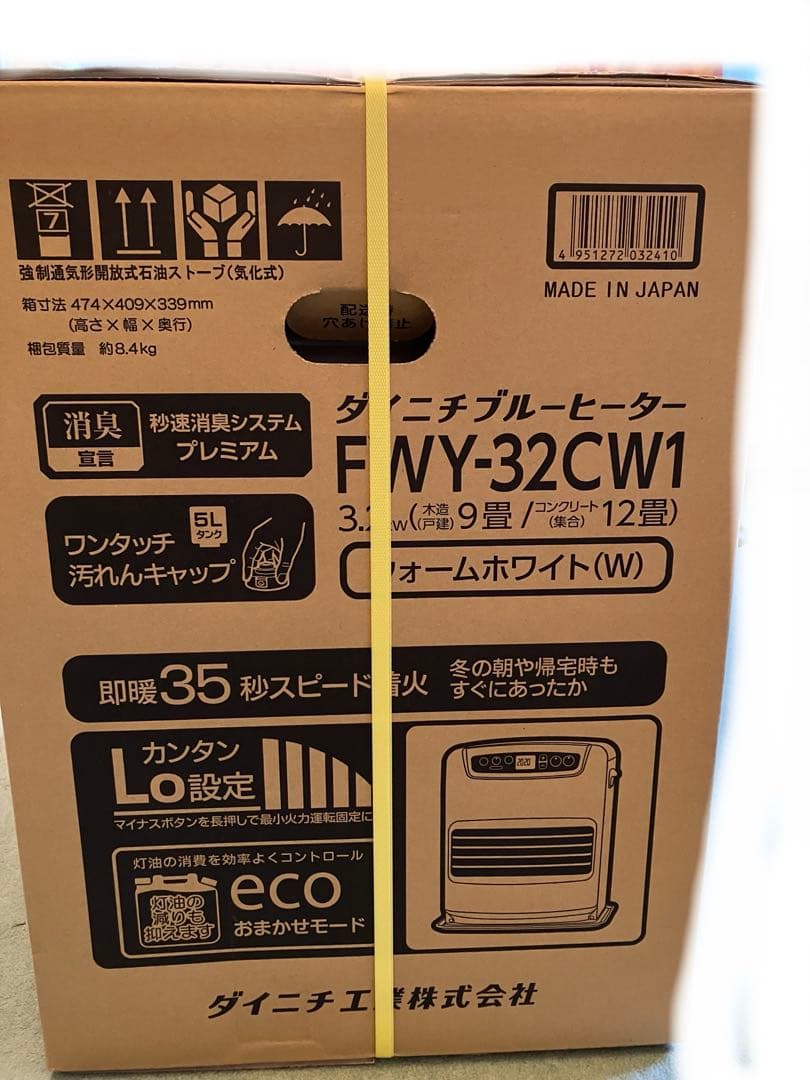 7
4 951272 032410
MADE IN JAPAN
強制通気形開放式石油ストーブ(気化式)
箱寸法 474×409×339mm
(高さ×幅×奥行)
梱包質量 約8.4kg
消臭
宣言
秒速消臭システム
プレミアム
ワンタッチ
汚れんキャップ
5L
タンク
ダイニチブルーヒーター
FWY-32CW1
(木造(戸建)9畳/コンクリート(集合)12畳)
ォームホワイト(W)
即暖35秒スピード着火
冬の朝や帰宅時も
すぐにあったか
カンタン
Lo設定
マイナスボタンを長押しで最小火力運転固定に
灯油の消費を効率よくコントロール
灯油の
減りも
抑えます
eco
おまかせモード
2020
ダイニチ工業株式会社